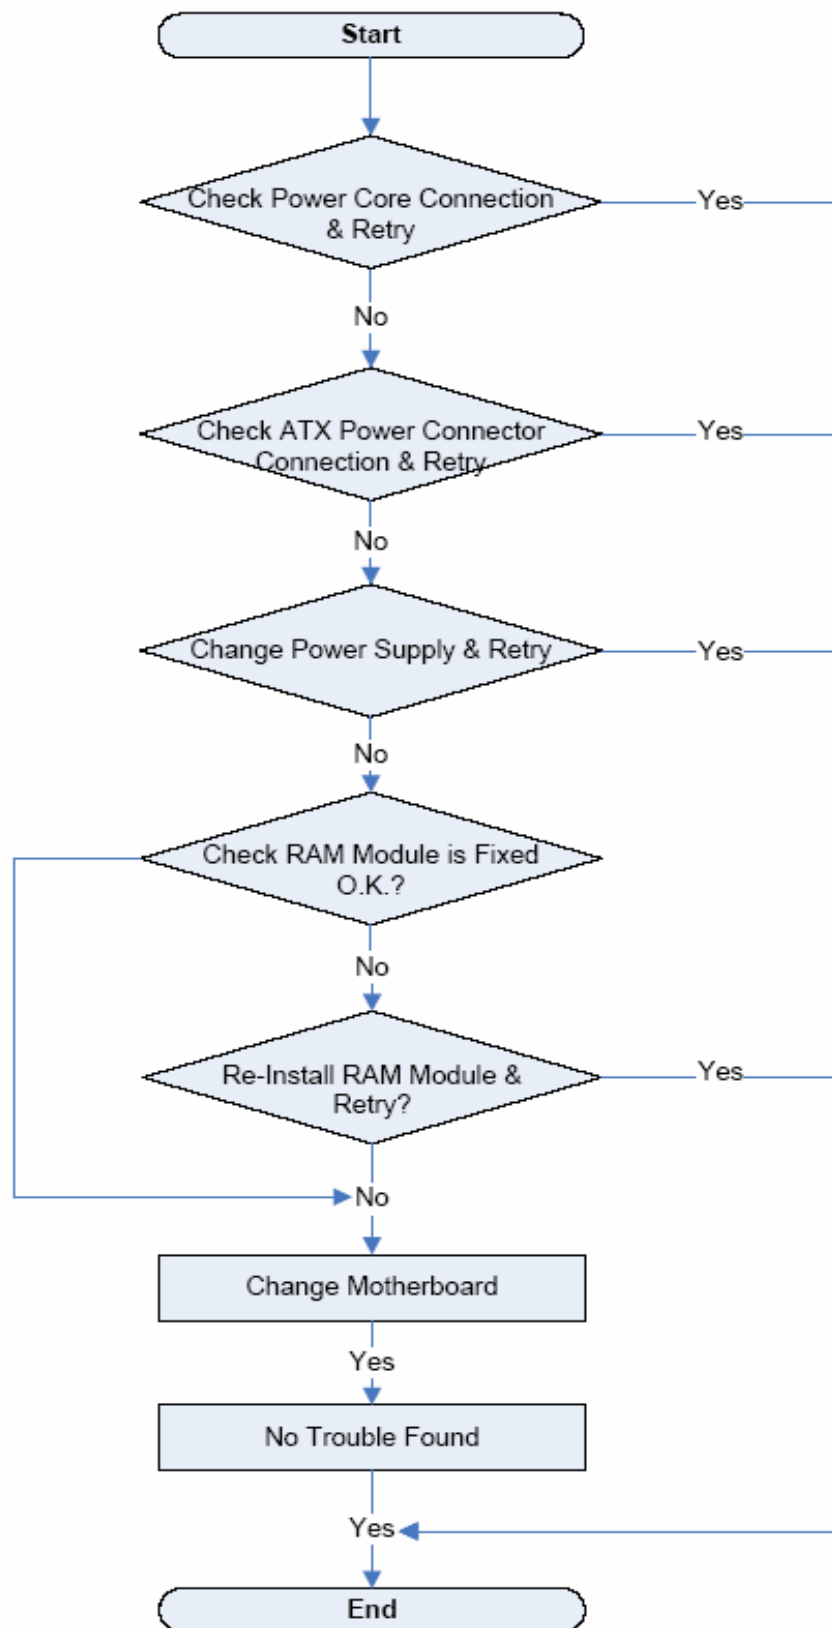 Start
Check Power Core Connection
& Retry
Yes
No
Check ATX Power Connector
Connection & Retry
Yes
No
Change Power Supply & Retry
Yes
No
Check RAM Module is Fixed
O.K.?
No
Re-Install RAM Module &
Retry?
Yes
No
Change Motherboard
Yes
No Trouble Found
Yes
End